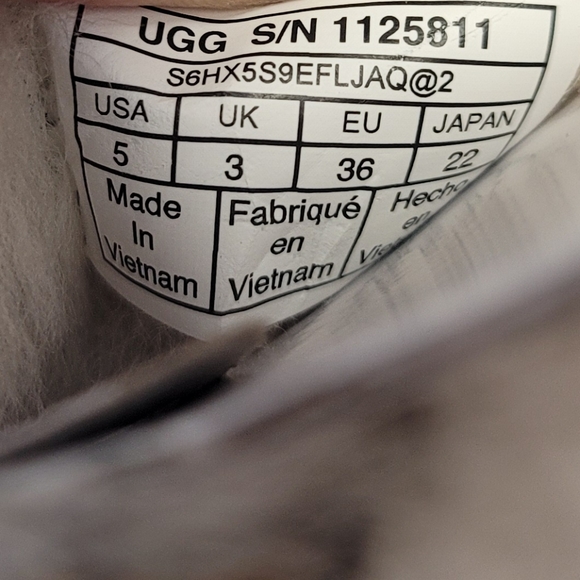 UGG S/N 1125811
S6HX5S9EFLJAQ@2
USA UK EU JAPAN
5 3 36 22
Made Fabriqué Hecho
In en en
Vietnam Vietnam